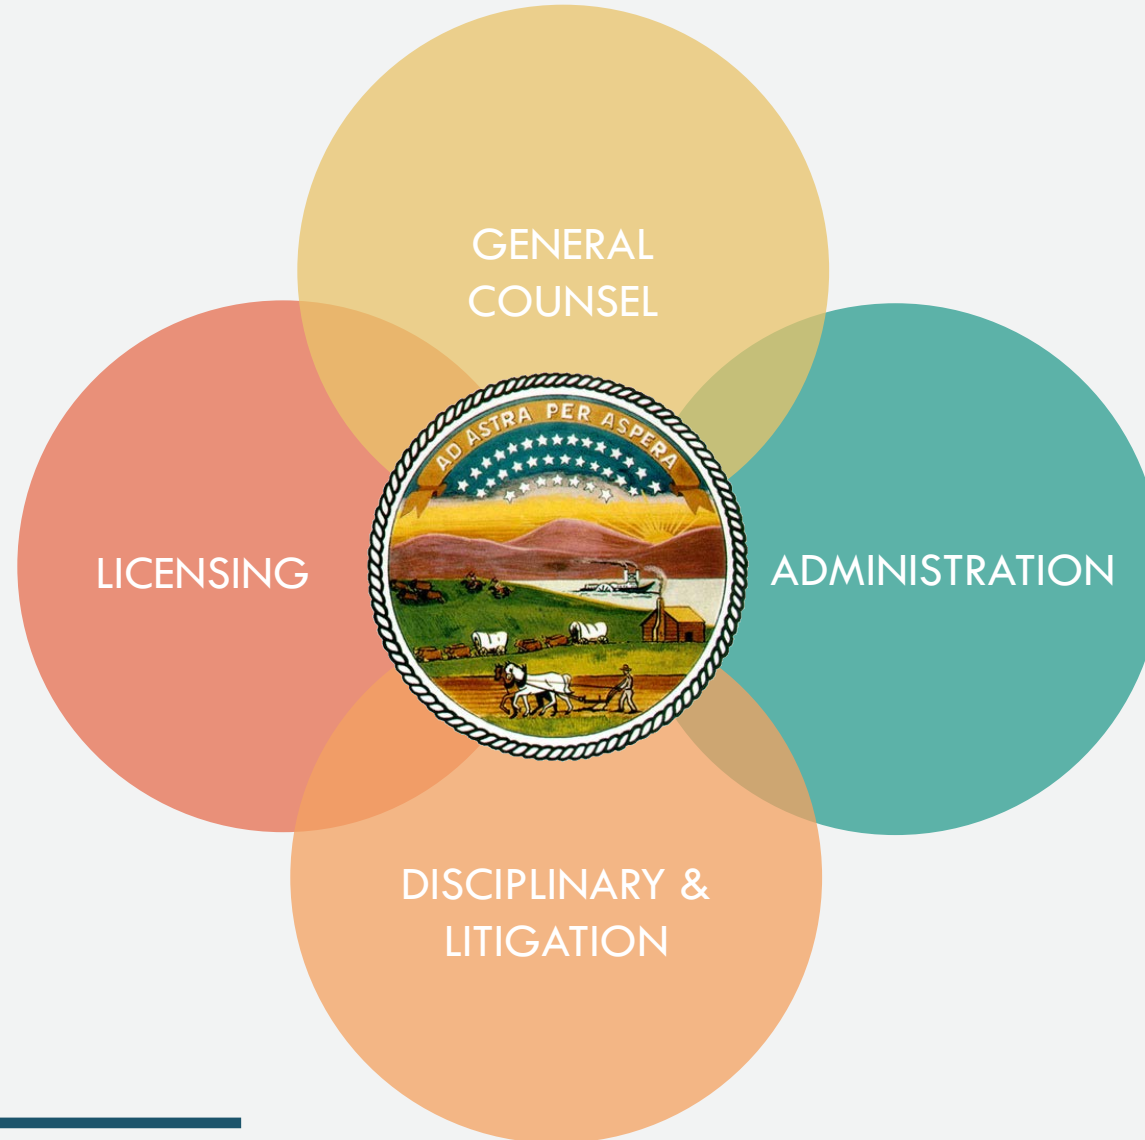 GENERAL
COUNSEL
AD ASTRA PER ASPERA
LICENSING
ADMINISTRATION
DISCIPLINARY &
LITIGATION